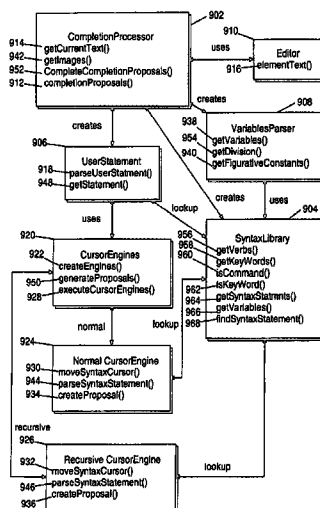 902
CompletionProcessor
914 getCurrentText()
942 getImages()
952 CompleteCompletionProposals()
912 completionProposals()
uses
910
Editor
916 elementText()
creates
creates
908
VariablesParser
938 getVariables()
954 getDivision()
940 getFigurativeConstants()
906
UserStatement
918 parseUserStatment()
948 getStatement()
lookup
creates
uses
904
uses
SyntaxLibrary
956 getVerbs()
958 getKeyWords()
960 isCommand()
962 isKeyWord()
964 getSyntaxStatmnts()
966 getVariables()
968 findSyntaxStatement()
920
CursorEngines
922 createEngines()
950 generateProposals()
928 executeCursorEngines()
normal
lookup
924
Normal CursorEngine
930 moveSyntaxCursor()
944 parseSyntaxStatement()
934 createProposal()
recursive
926
Recursive CursorEngine
932 moveSyntaxCursor()
946 parseSyntaxStatement()
936 createProposal()
lookup